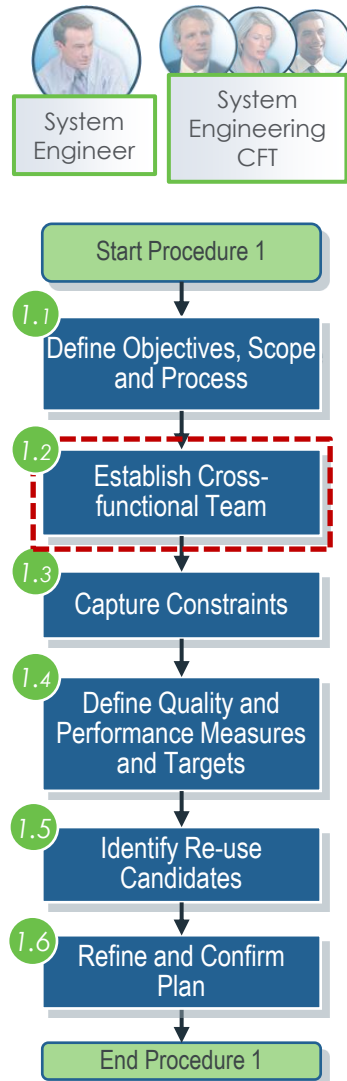 System
Engineer
System
Engineering
CFT
Start Procedure 1
1.1
Define Objectives, Scope
and Process
1.2
Establish Cross-
functional Team
1.3
Capture Constraints
1.4
Define Quality and
Performance Measures
and Targets
1.5
Identify Re-use
Candidates
1.6
Refine and Confirm
Plan
End Procedure 1